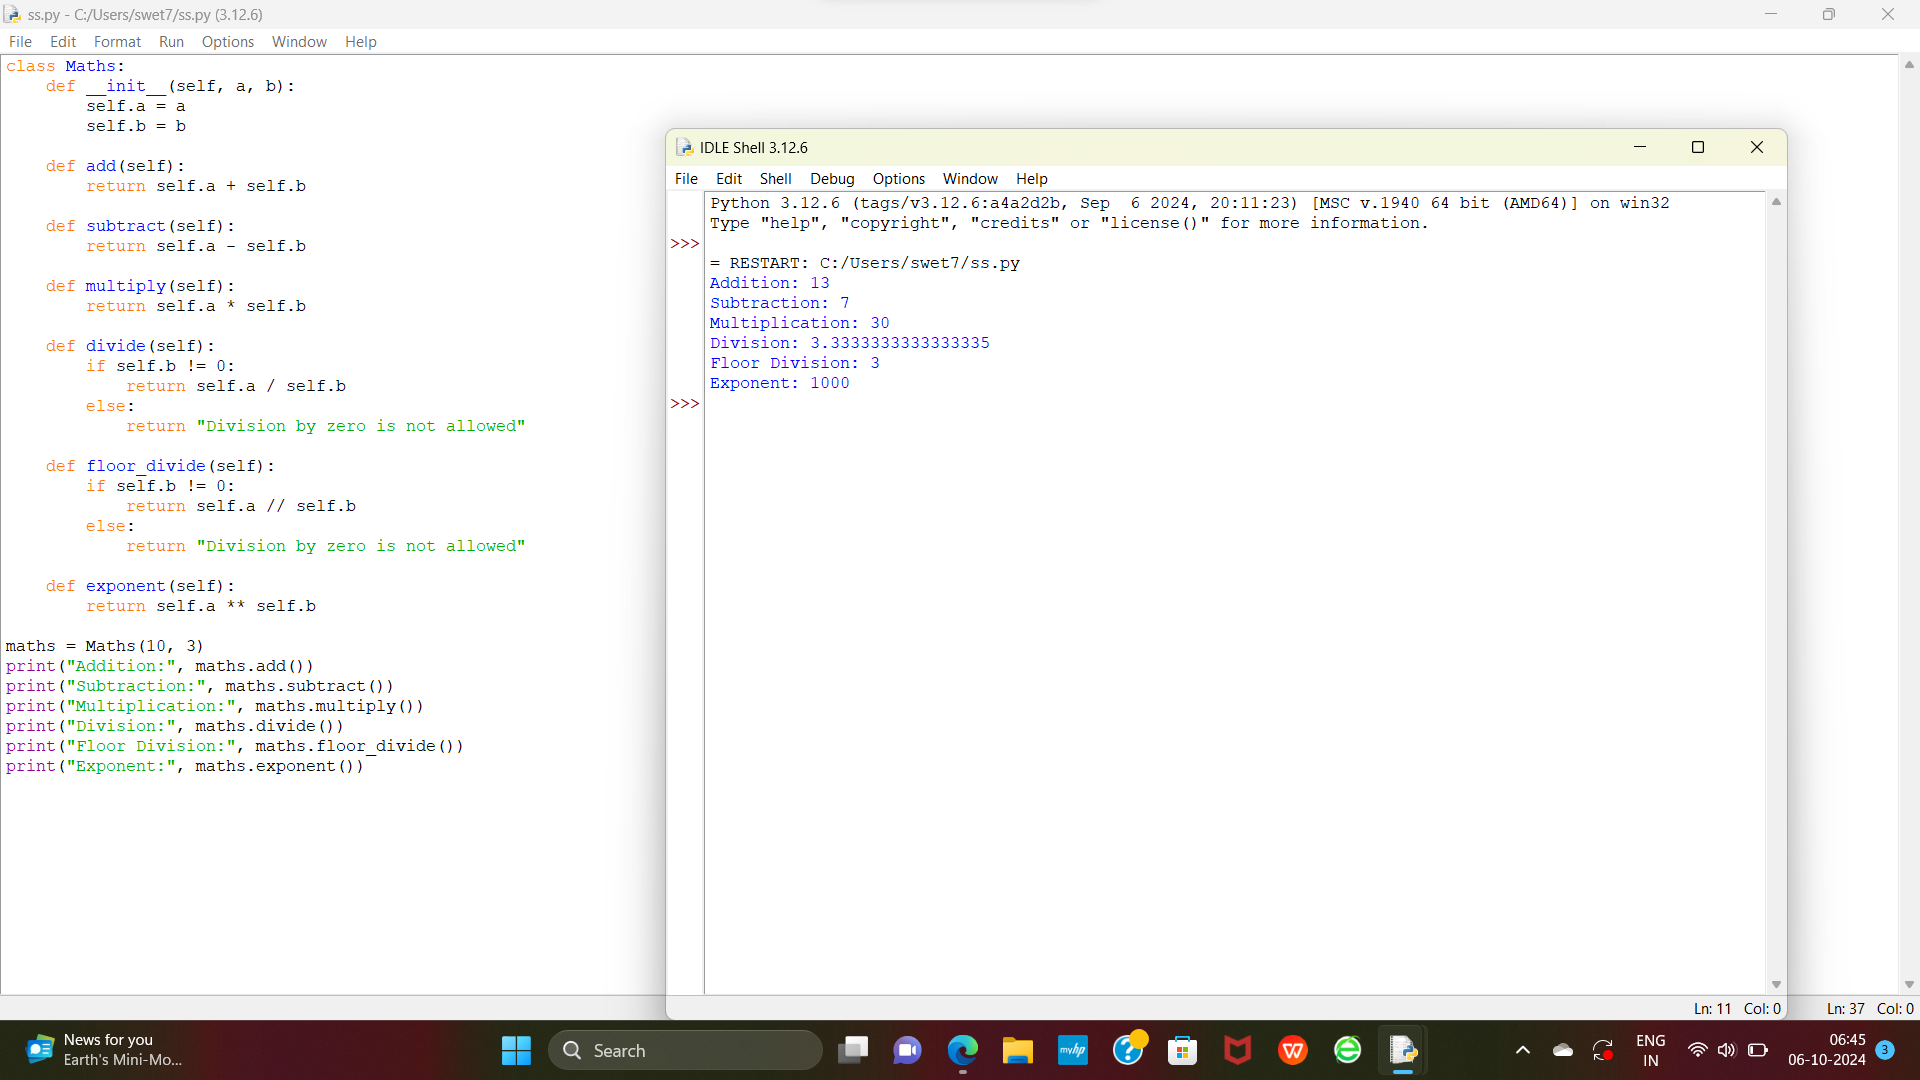 ss.py - C:/Users/swet7/ss.py (3.12.6)
File Edit Format Run Options Window Help
class Maths:
    def __init__(self, a, b):
        self.a = a
        self.b = b

    def add(self):
        return self.a + self.b

    def subtract(self):
        return self.a - self.b

    def multiply(self):
        return self.a * self.b

    def divide(self):
        if self.b != 0:
            return self.a / self.b
        else:
            return "Division by zero is not allowed"

    def floor_divide(self):
        if self.b != 0:
            return self.a // self.b
        else:
            return "Division by zero is not allowed"

    def exponent(self):
        return self.a ** self.b

maths = Maths(10, 3)
print("Addition:", maths.add())
print("Subtraction:", maths.subtract())
print("Multiplication:", maths.multiply())
print("Division:", maths.divide())
print("Floor Division:", maths.floor_divide())
print("Exponent:", maths.exponent())
IDLE Shell 3.12.6
File Edit Shell Debug Options Window Help
Python 3.12.6 (tags/v3.12.6:a4a2d2b, Sep  6 2024, 20:11:23) [MSC v.1940 64 bit (AMD64)] on win32
Type "help", "copyright", "credits" or "license()" for more information.
>>>
= RESTART: C:/Users/swet7/ss.py
Addition: 13
Subtraction: 7
Multiplication: 30
Division: 3.3333333333333335
Floor Division: 3
Exponent: 1000
>>>
Ln: 11 Col: 0
Ln: 37 Col: 0
News for you
Earth's Mini-Mo...
Search
myhp
ENG
IN
06:45
06-10-2024
3